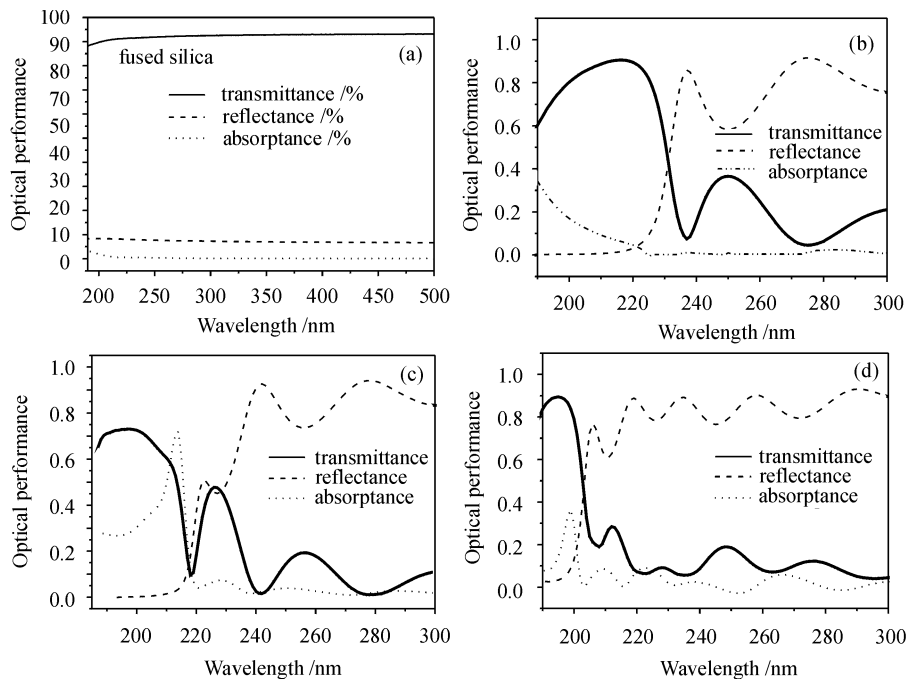 100
90
80
70
60
50
40
30
20
10
0
Optical performance
fused silica
(a)
transmittance /%
reflectance /%
absorptance /%
200 250 300 350 400 450 500
Wavelength /nm
1.0
0.8
0.6
0.4
0.2
0.0
Optical performance
(b)
transmittance
reflectance
absorptance
200 220 240 260 280 300
Wavelength /nm
1.0
0.8
0.6
0.4
0.2
0.0
Optical performance
(c)
transmittance
reflectance
absorptance
200 220 240 260 280 300
Wavelength /nm
1.0
0.8
0.6
0.4
0.2
0.0
Optical performance
(d)
transmittance
reflectance
absorptance
200 220 240 260 280 300
Wavelength /nm